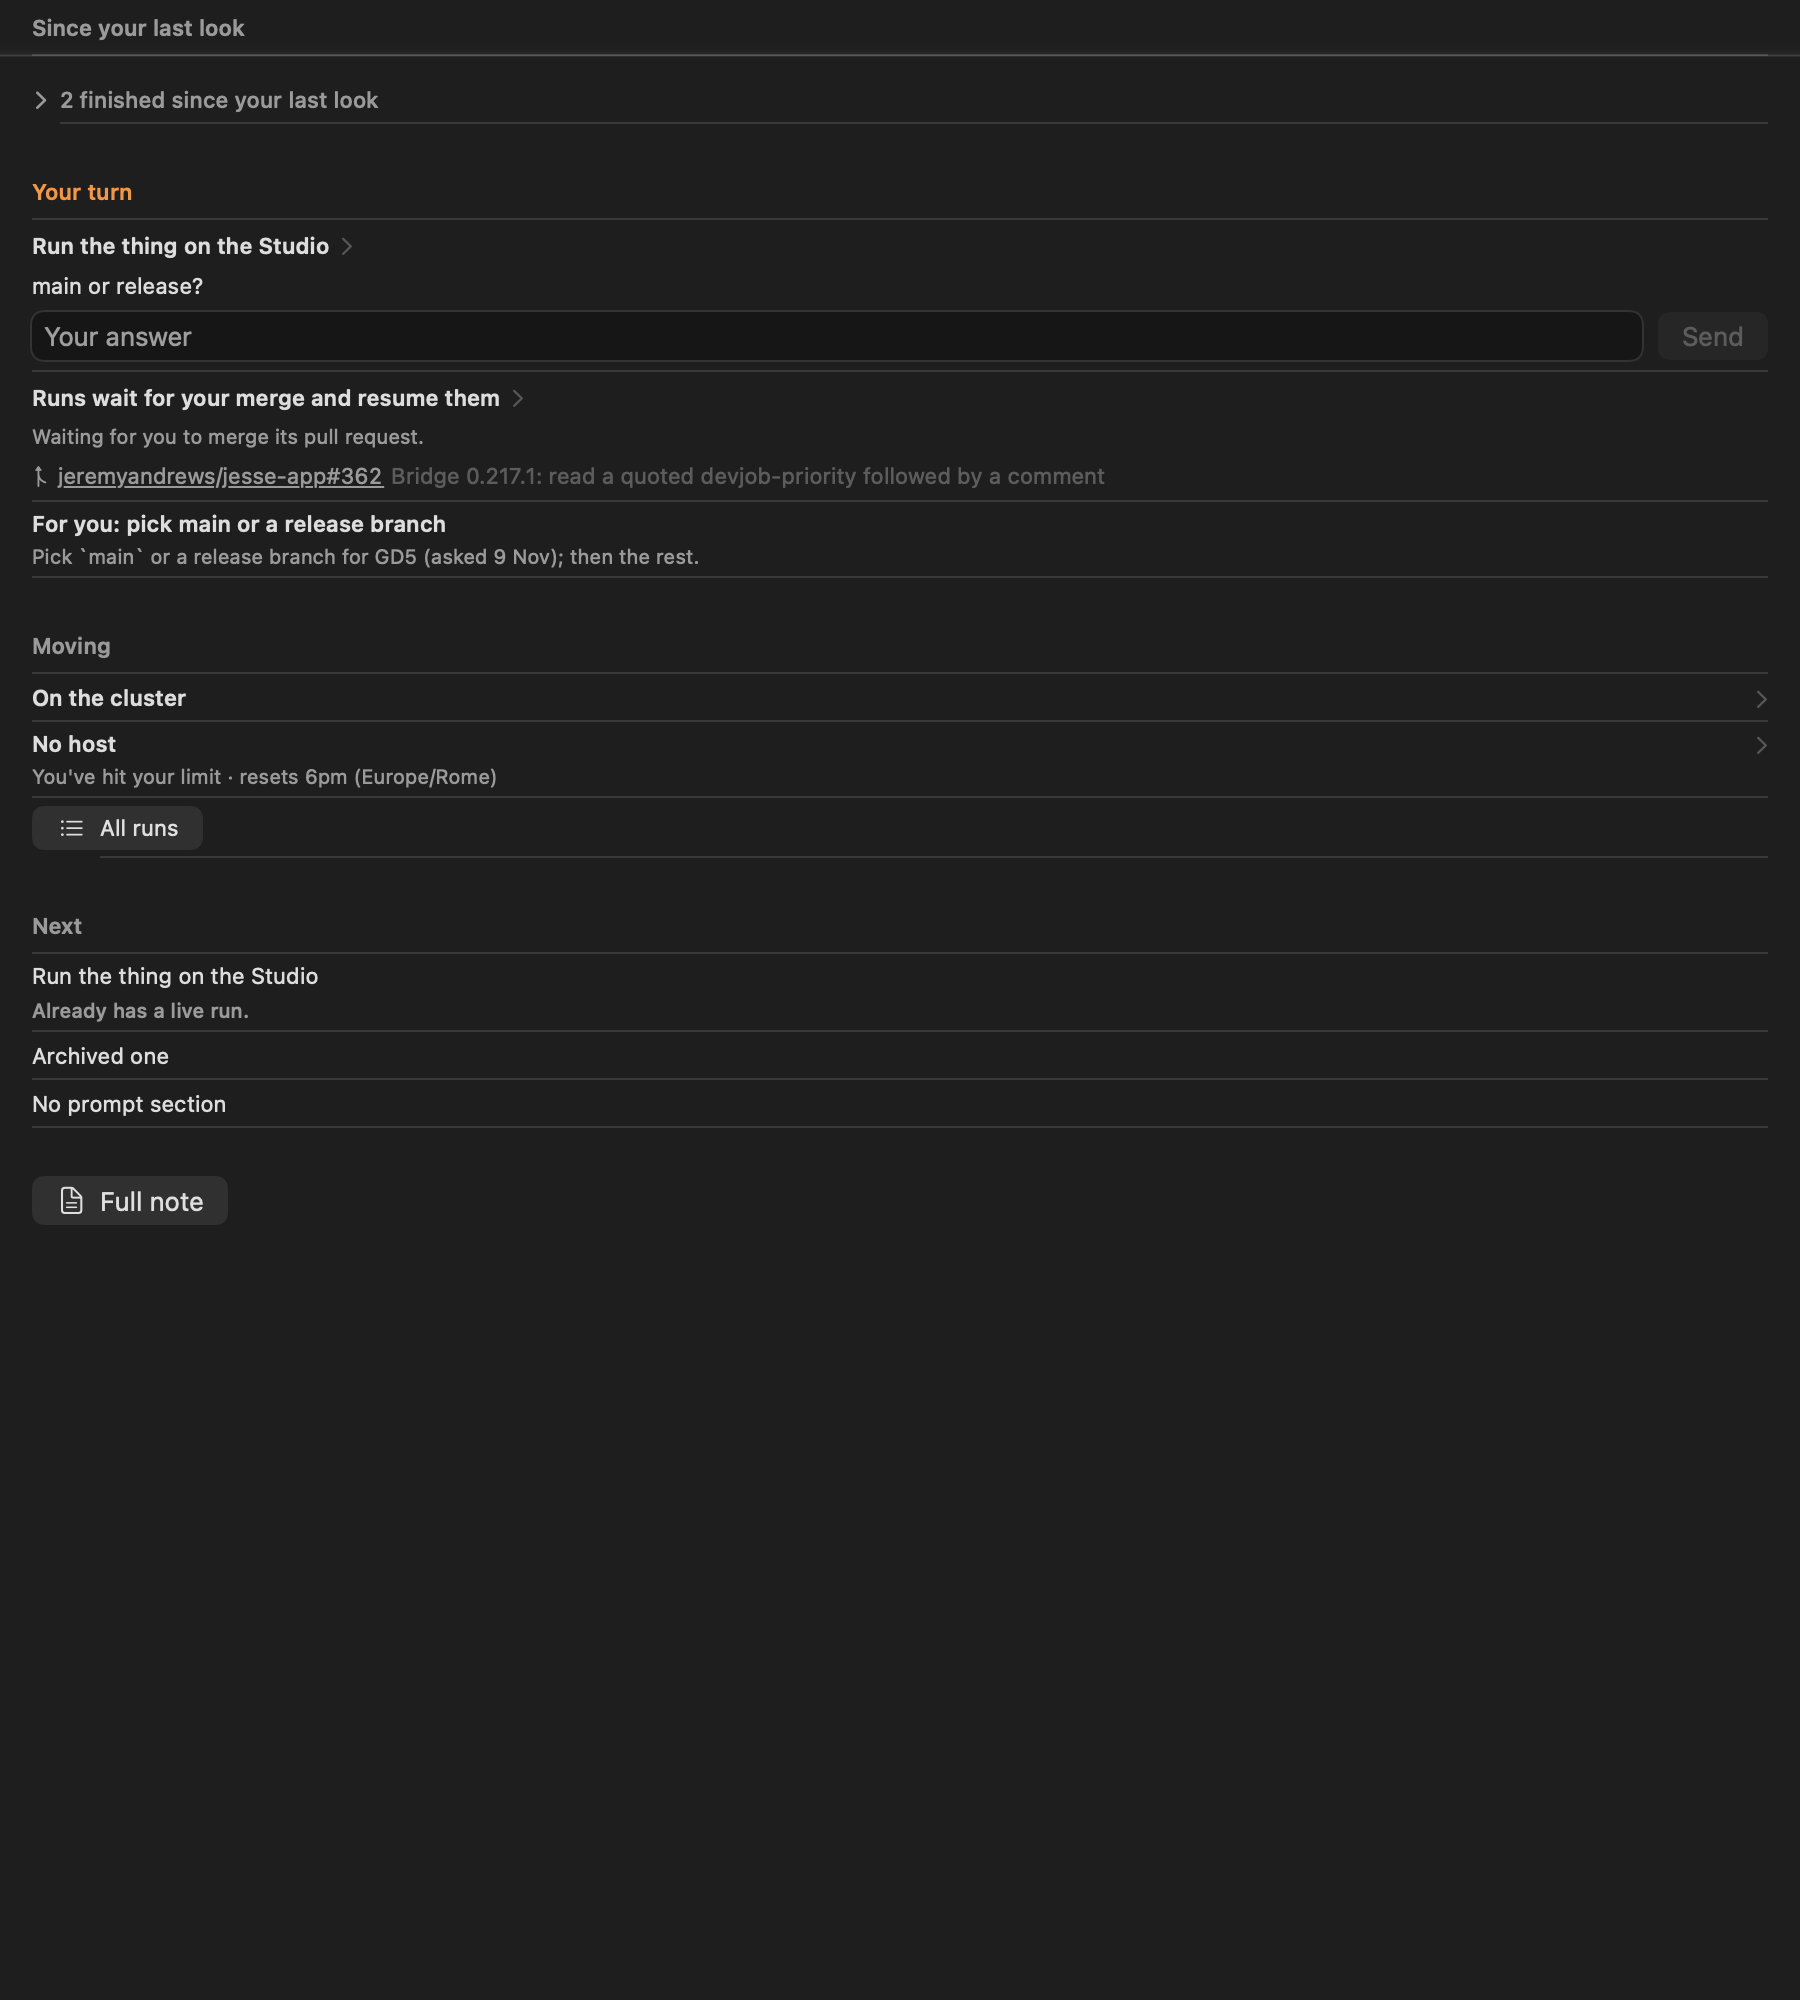 Since your last look
2 finished since your last look
Your turn
Run the thing on the Studio
main or release?
Your answer
Send
Runs wait for your merge and resume them
Waiting for you to merge its pull request.
jeremyandrews/jesse-app#362 Bridge 0.217.1: read a quoted devjob-priority followed by a comment
For you: pick main or a release branch
Pick `main` or a release branch for GD5 (asked 9 Nov); then the rest.
Moving
On the cluster
No host
You've hit your limit · resets 6pm (Europe/Rome)
All runs
Next
Run the thing on the Studio
Already has a live run.
Archived one
No prompt section
Full note